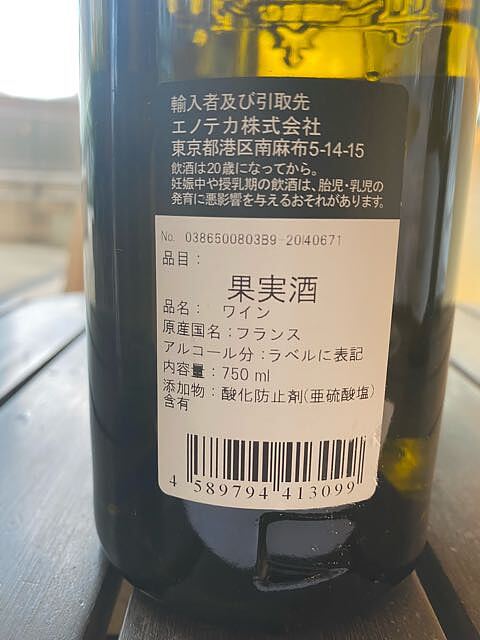 輸入者及び引取先
エノテカ株式会社
東京都港区南麻布5-14-15
飲酒は20歳になってから。
妊娠中や授乳期の飲酒は、胎児・乳児の
発育に悪影響を与えるおそれがあります。
No. 0386500803B9-20140671
品目:
果実酒
品名: ワイン
原産国名:フランス
アルコール分:ラベルに表記
内容量:750 ml
添加物:酸化防止剤(亜硫酸塩)
含有
4 589794 413099